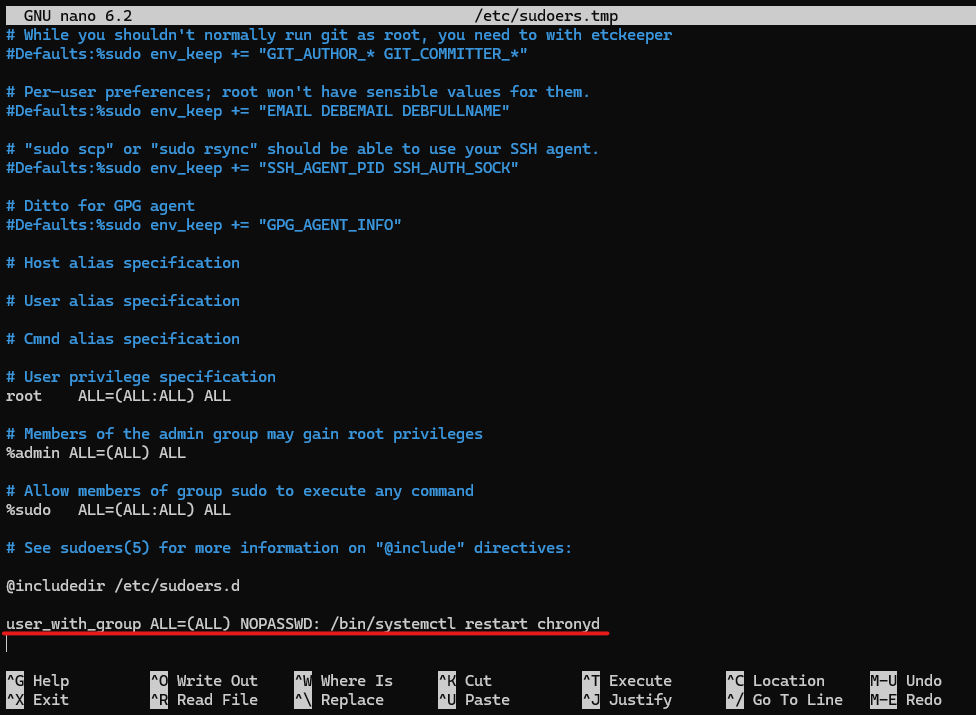 GNU nano 6.2 /etc/sudoers.tmp
# While you shouldn't normally run git as root, you need to with etckeeper
#Defaults:%sudo env_keep += "GIT_AUTHOR_* GIT_COMMITTER_*"
# Per-user preferences; root won't have sensible values for them.
#Defaults:%sudo env_keep += "EMAIL DEBEMAIL DEBFULLNAME"
# "sudo scp" or "sudo rsync" should be able to use your SSH agent.
#Defaults:%sudo env_keep += "SSH_AGENT_PID SSH_AUTH_SOCK"
# Ditto for GPG agent
#Defaults:%sudo env_keep += "GPG_AGENT_INFO"
# Host alias specification
# User alias specification
# Cmnd alias specification
# User privilege specification
root    ALL=(ALL:ALL) ALL
# Members of the admin group may gain root privileges
%admin ALL=(ALL) ALL
# Allow members of group sudo to execute any command
%sudo   ALL=(ALL:ALL) ALL
# See sudoers(5) for more information on "@include" directives:
@includedir /etc/sudoers.d
user_with_group ALL=(ALL) NOPASSWD: /bin/systemctl restart chronyd
^G Help ^O Write Out ^W Where Is ^K Cut ^T Execute ^C Location M-U Undo
^X Exit ^R Read File ^\ Replace ^U Paste ^J Justify ^/ Go To Line M-E Redo